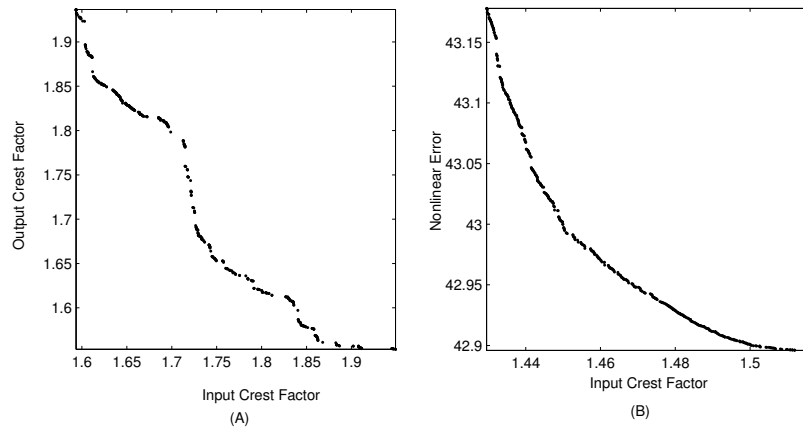 Output Crest Factor
1.9
1.85
1.8
1.75
1.7
1.65
1.6
1.6 1.65 1.7 1.75 1.8 1.85 1.9
Input Crest Factor
(A)
Nonlinear Error
43.15
43.1
43.05
43
42.95
42.9
1.44 1.46 1.48 1.5
Input Crest Factor
(B)